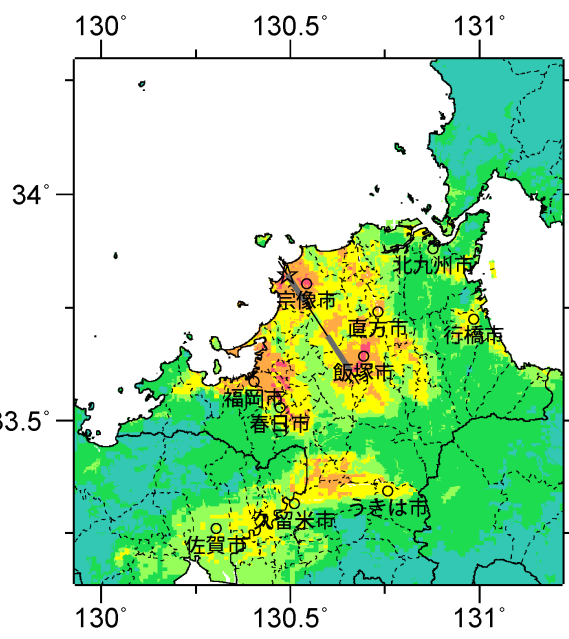 130° 130.5° 131°
34°
北九州市
宗像市
直方市
行橋市
飯塚市
福岡市
33.5°
春日市
うきは市
久留米市
佐賀市
130° 130.5° 131°